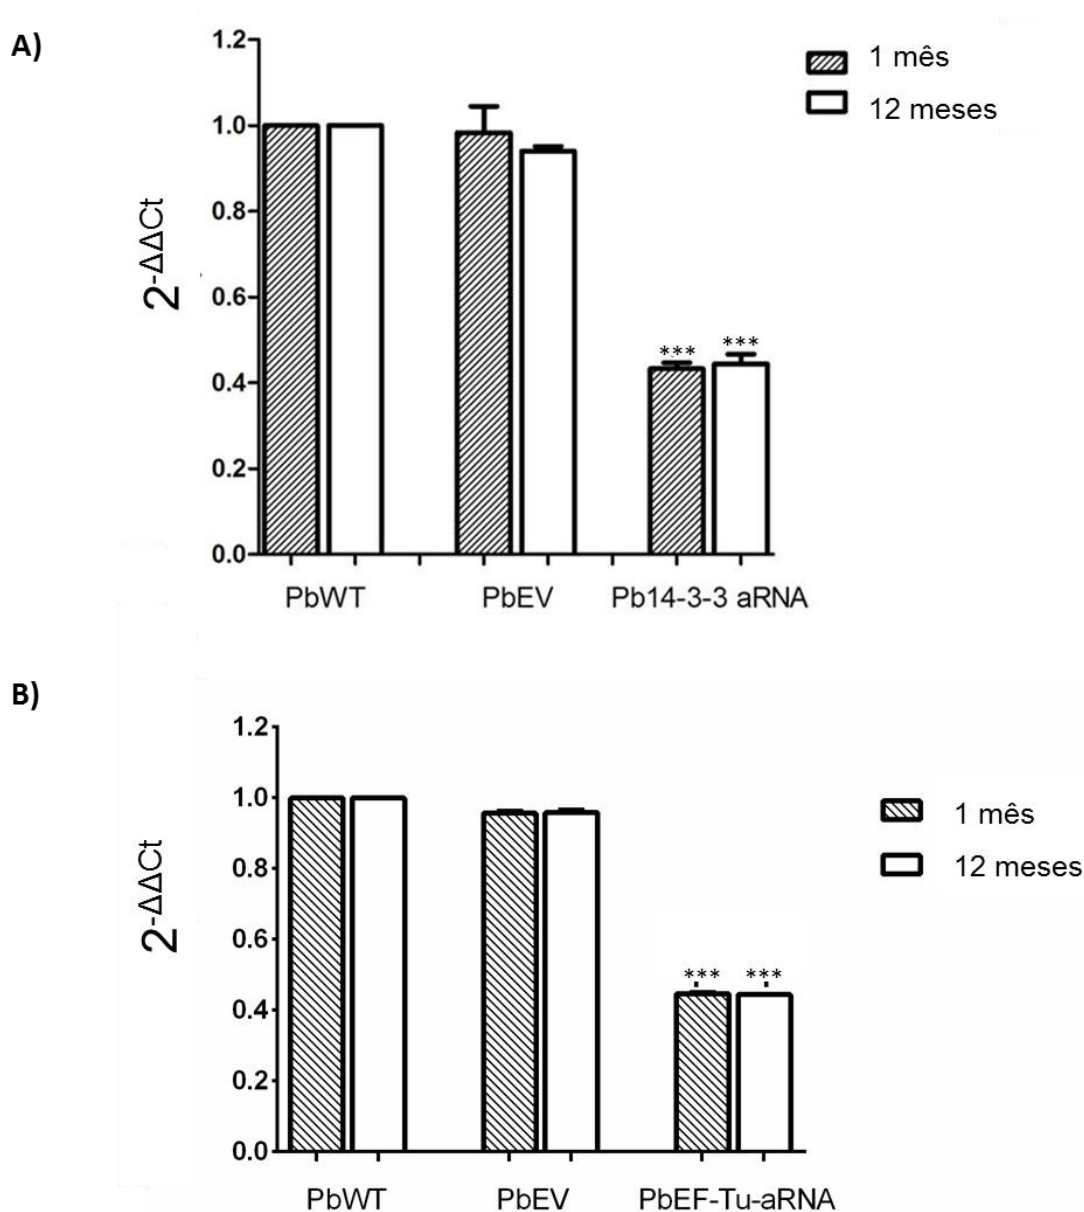 A)
1.2
1.0
0.8
0.6
0.4
0.2
0.0
2-ΔΔCt
1 mês
12 meses
*** ***
PbWT PbEV Pb14-3-3 aRNA
B)
1.2
1.0
0.8
0.6
0.4
0.2
0.0
2-ΔΔCt
1 mês
12 meses
*** ***
PbWT PbEV PbEF-Tu-aRNA